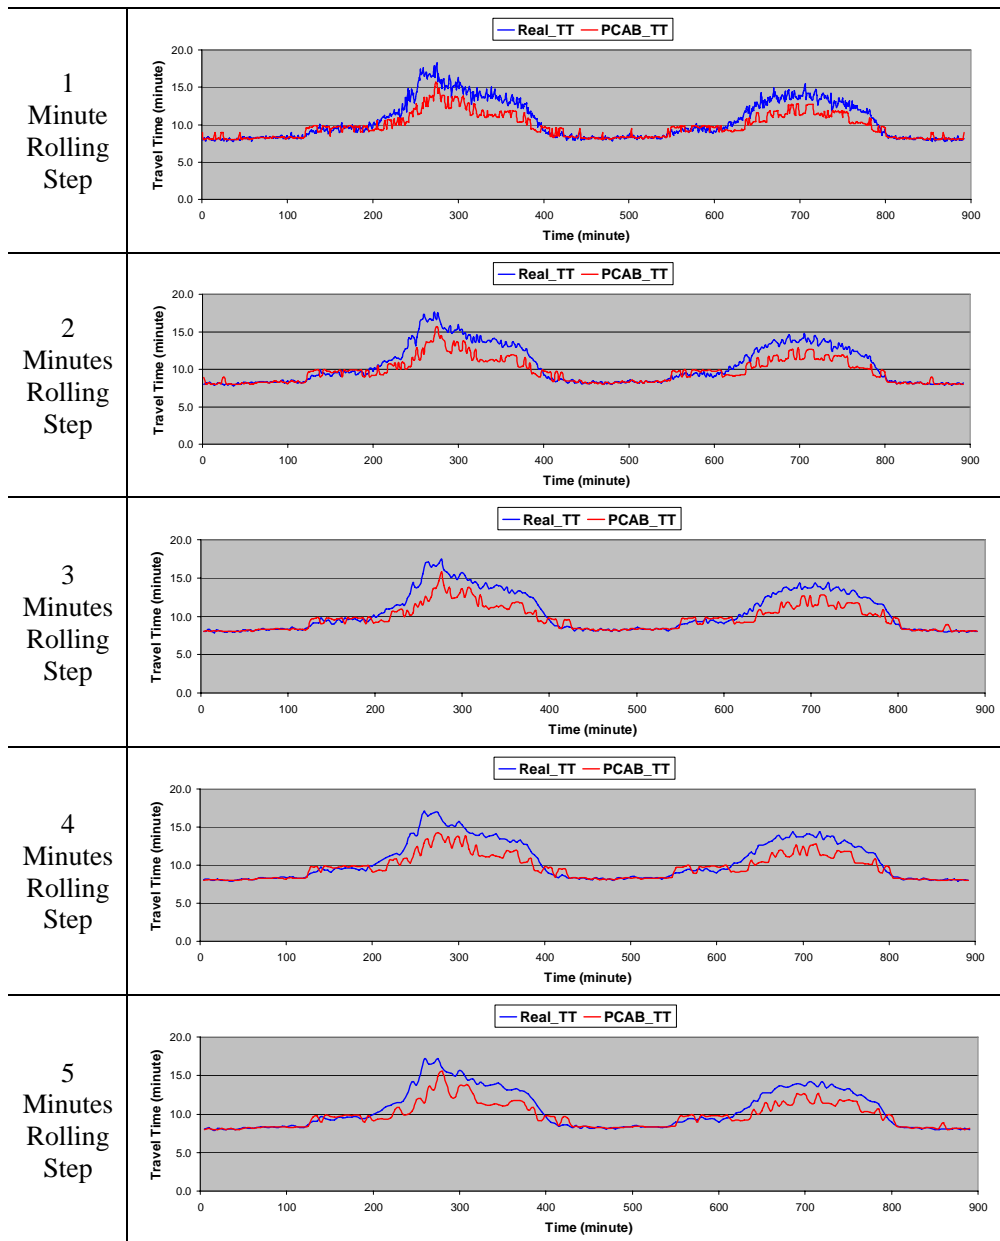 1
Minute
Rolling
Step
Real_TT PCAB_TT
Travel Time (minute)
20.0
15.0
10.0
5.0
0.0
0 100 200 300 400 500 600 700 800 900
Time (minute)
2
Minutes
Rolling
Step
Real_TT PCAB_TT
Travel Time (minute)
20.0
15.0
10.0
5.0
0.0
0 100 200 300 400 500 600 700 800 900
Time (minute)
3
Minutes
Rolling
Step
Real_TT PCAB_TT
Travel Time (minute)
20.0
15.0
10.0
5.0
0.0
0 100 200 300 400 500 600 700 800 900
Time (minute)
4
Minutes
Rolling
Step
Real_TT PCAB_TT
Travel Time (minute)
20.0
15.0
10.0
5.0
0.0
0 100 200 300 400 500 600 700 800 900
Time (minute)
5
Minutes
Rolling
Step
Real_TT PCAB_TT
Travel Time (minute)
20.0
15.0
10.0
5.0
0.0
0 100 200 300 400 500 600 700 800 900
Time (minute)